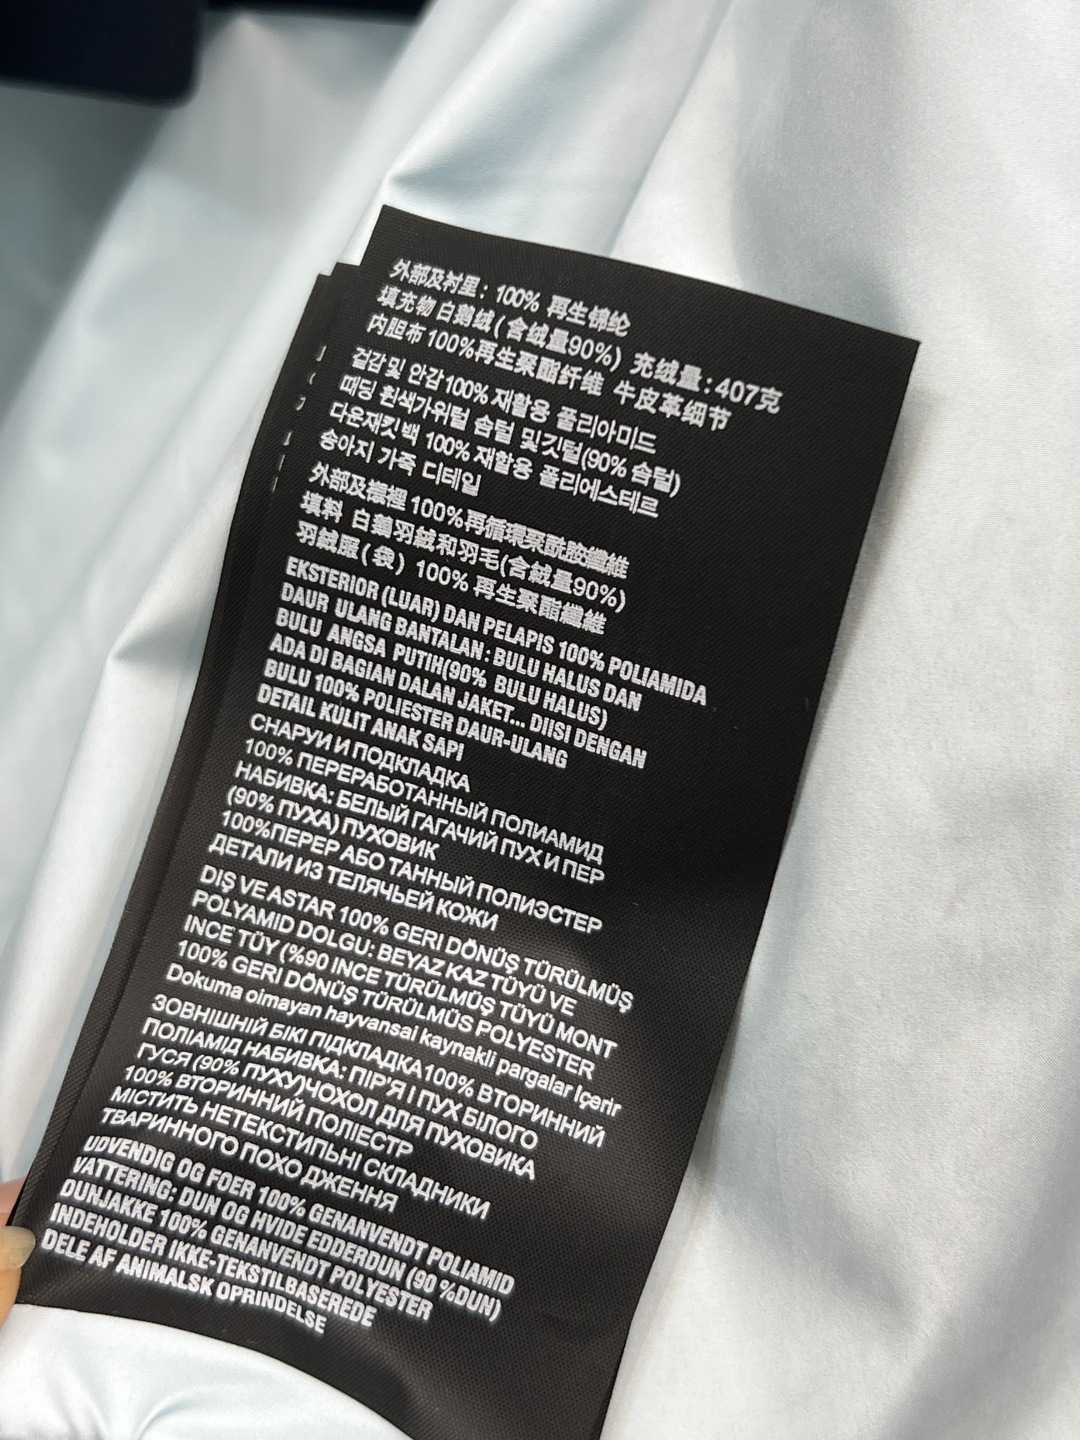 外部及衬里: 100% 再生锦纶
填充物 白鹅绒(含绒量90%) 充绒量:407克
内胆布 100%再生聚酯纤维 牛皮革细节
겉감 및 안감100% 재활용 폴리아미드
패딩 흰색거위털 솜털 및 깃털(90% 솜털)
다운재킷 백 100% 재활용 폴리에스테르
송아지 가죽 디테일
外部及襯裡 100%再循環聚酰胺纖維
填料 白鵝羽絨和羽毛(含絨量90%)
羽絨服(袋) 100% 再生聚酯纖維
EKSTERIOR (LUAR) DAN PELAPIS 100% POLIAMIDA
DAUR ULANG BANTALAN: BULU HALUS DAN
BULU ANGSA PUTIH(90% BULU HALUS)
ADA DI BAGIAN DALAN JAKET... DIISI DENGAN
BULU 100% POLIESTER DAUR-ULANG
DETAIL KULIT ANAK SAPI
СНАРУИ И ПОДКЛАДКА
100% ПЕРЕРАБОТАННЫЙ ПОЛИАМИД
НАБИВКА: БЕЛЫЙ ГАГАЧИЙ ПУХ И ПЕР
(90% ПУХА) ПУХОВИК
100%ПЕРЕР АБО ТАННЫЙ ПОЛИЭСТЕР
ДЕТАЛИ ИЗ ТЕЛЯЧЬЕЙ КОЖИ
DIŞ VE ASTAR 100% GERI DÖNÜŞ TÜRÜLMÜŞ
POLYAMID DOLGU: BEYAZ KAZ TÜYÜ VE
INCE TÜY (%90 INCE TÜRÜLMÜŞ TÜYÜ MONT
100% GERI DÖNÜŞ TÜRÜLMÜS POLYESTER
Dokuma olmayan hayvansai kaynakli pargalar Içerir
ЗОВНІШНІЙ БІКІ ПІДКЛАДКА100% ВТОРИННИЙ
ПОЛІАМІД НАБИВКА: ПІР'Я І ПУХ БІЛОГО
ГУСЯ (90% ПУХУ)ЧОХОЛ ДЛЯ ПУХОВИКА
100% ВТОРИННИЙ ПОЛІЕСТР
МІСТИТЬ НЕТЕКСТИЛЬНІ СКЛАДНИКИ
ТВАРИННОГО ПОХО ДЖЕННЯ
UDVENDIG OG FOER 100% GENANVENDT POLIAMID
VATTERING: DUN OG HVIDE EDDERDUN (90 %DUN)
DUNJAKKE 100% GENANVENDT POLYESTER
INDEHOLDER IKKE-TEKSTILBASEREDE
DELE AF ANIMALSK OPRINDELSE